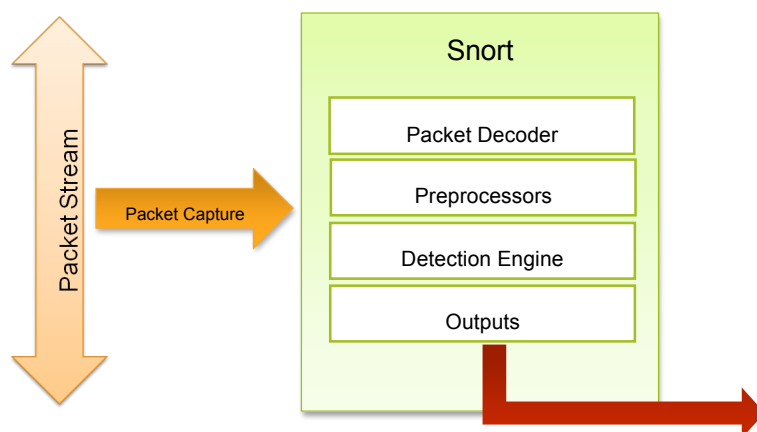 Snort
Packet Decoder
Packet Stream
Preprocessors
Packet Capture
Detection Engine
Outputs